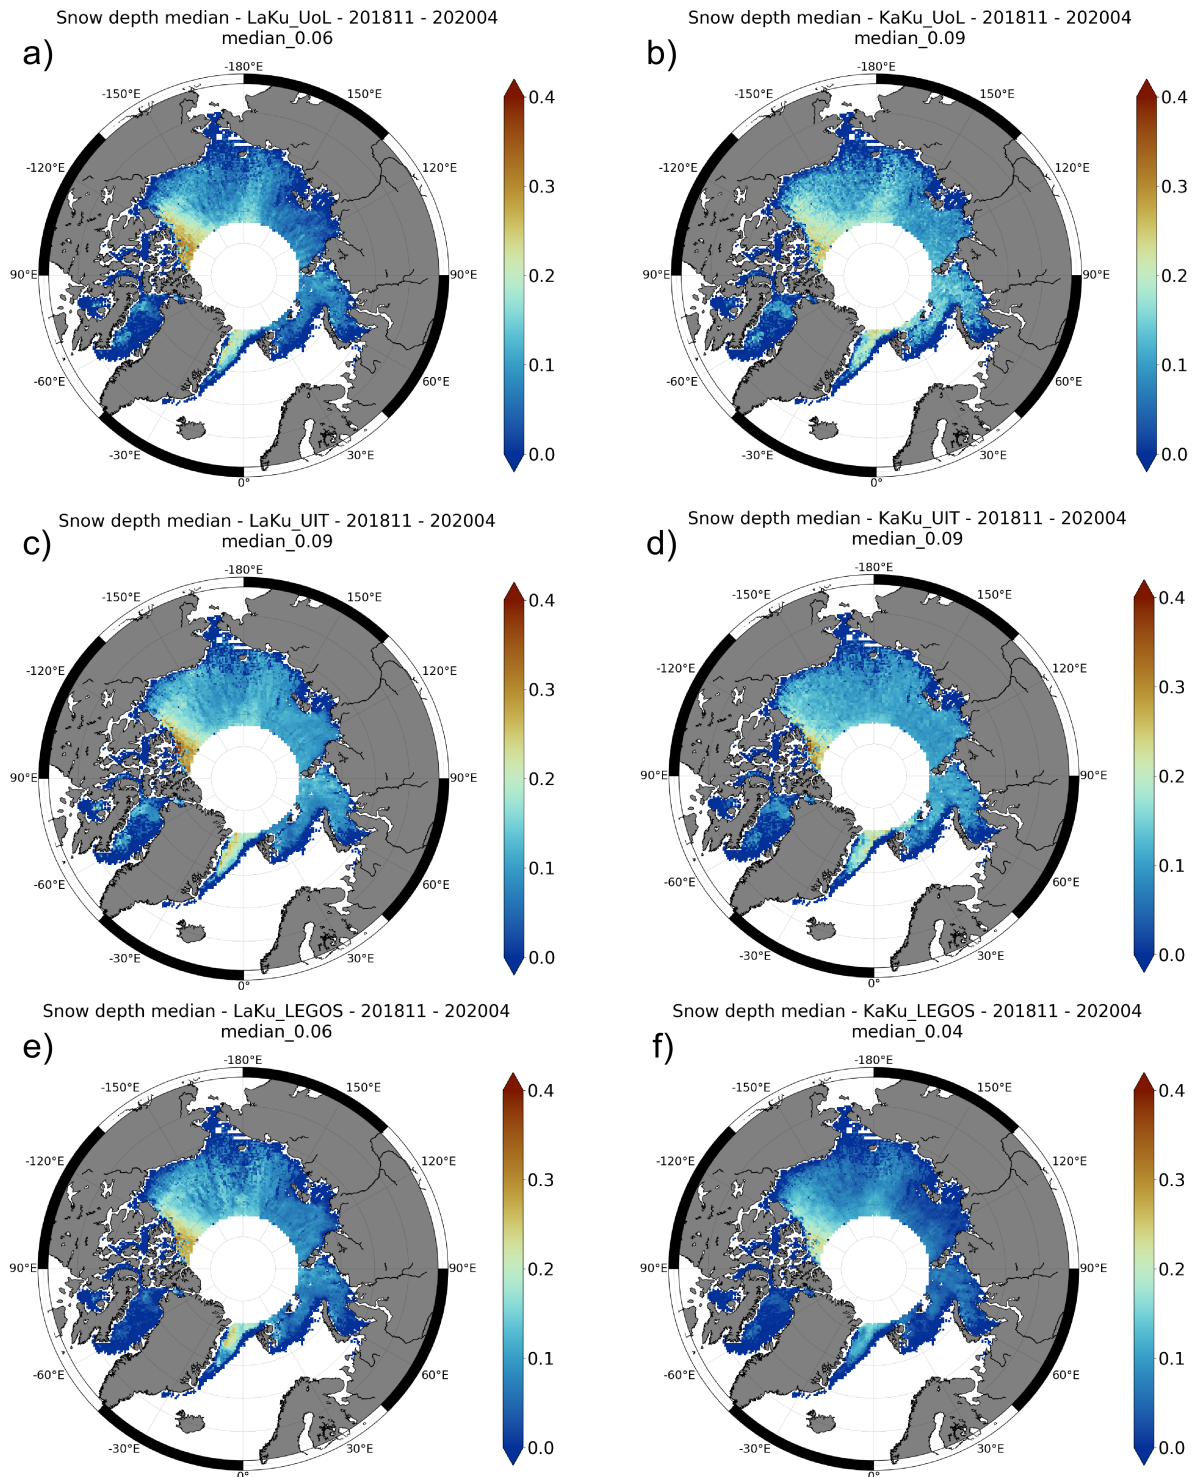 Snow depth median - LaKu_UoL - 201811 - 202004
median_0.06
a)
-180°E
-150°E
150°E
-120°E
120°E
90°E
90°E
-60°E
60°E
-30°E
30°E
0°
0.4
0.3
0.2
0.1
0.0
Snow depth median - KaKu_UoL - 201811 - 202004
median_0.09
b)
-180°E
-150°E
150°E
-120°E
120°E
90°E
90°E
-60°E
60°E
-30°E
30°E
0°
0.4
0.3
0.2
0.1
0.0
Snow depth median - LaKu_UIT - 201811 - 202004
median_0.09
c)
-180°E
-150°E
150°E
-120°E
120°E
90°E
90°E
-60°E
60°E
-30°E
30°E
0°
0.4
0.3
0.2
0.1
0.0
Snow depth median - KaKu_UIT - 201811 - 202004
median_0.09
d)
-180°E
-150°E
150°E
-120°E
120°E
90°E
90°E
-60°E
60°E
-30°E
30°E
0°
0.4
0.3
0.2
0.1
0.0
Snow depth median - LaKu_LEGOS - 201811 - 202004
median_0.06
e)
-180°E
-150°E
150°E
-120°E
120°E
90°E
90°E
-60°E
60°E
-30°E
30°E
0°
0.4
0.3
0.2
0.1
0.0
Snow depth median - KaKu_LEGOS - 201811 - 202004
median_0.04
f)
-180°E
-150°E
150°E
-120°E
120°E
90°E
90°E
-60°E
60°E
-30°E
30°E
0°
0.4
0.3
0.2
0.1
0.0